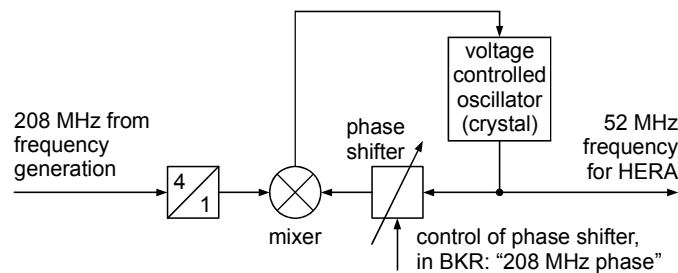 voltage
controlled
oscillator
(crystal)
208 MHz from
frequency
generation
phase
shifter
52 MHz
frequency
for HERA
4
1
mixer
control of phase shifter,
in BKR: “208 MHz phase”